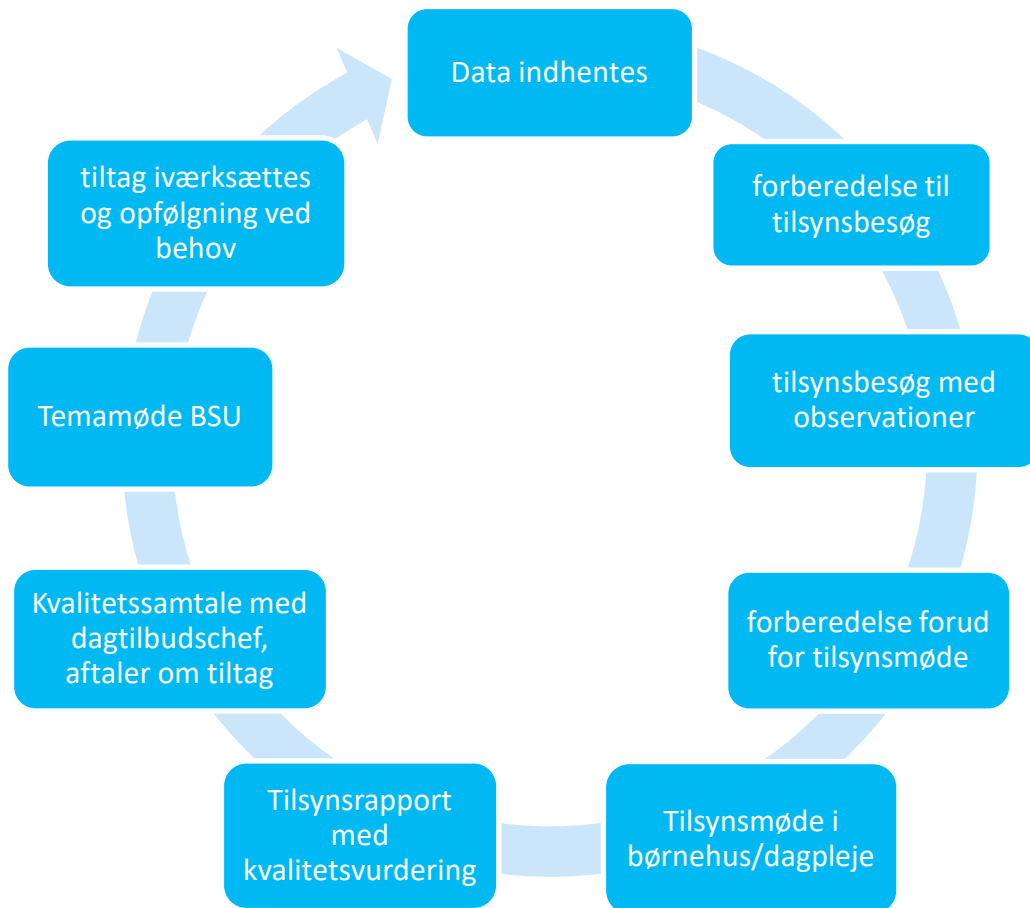 Data indhentes
forberedelse til
tilsynsbesøg
tilsynsbesøg med
observationer
forberedelse forud
for tilsynsmøde
Tilsynsmøde i
børnehus/dagpleje
Tilsynsrapport
med
kvalitetsvurdering
Kvalitetssamtale med
dagtilbudschef,
aftaler om tiltag
Temamøde BSU
tiltag iværksættes
og opfølgning ved
behov